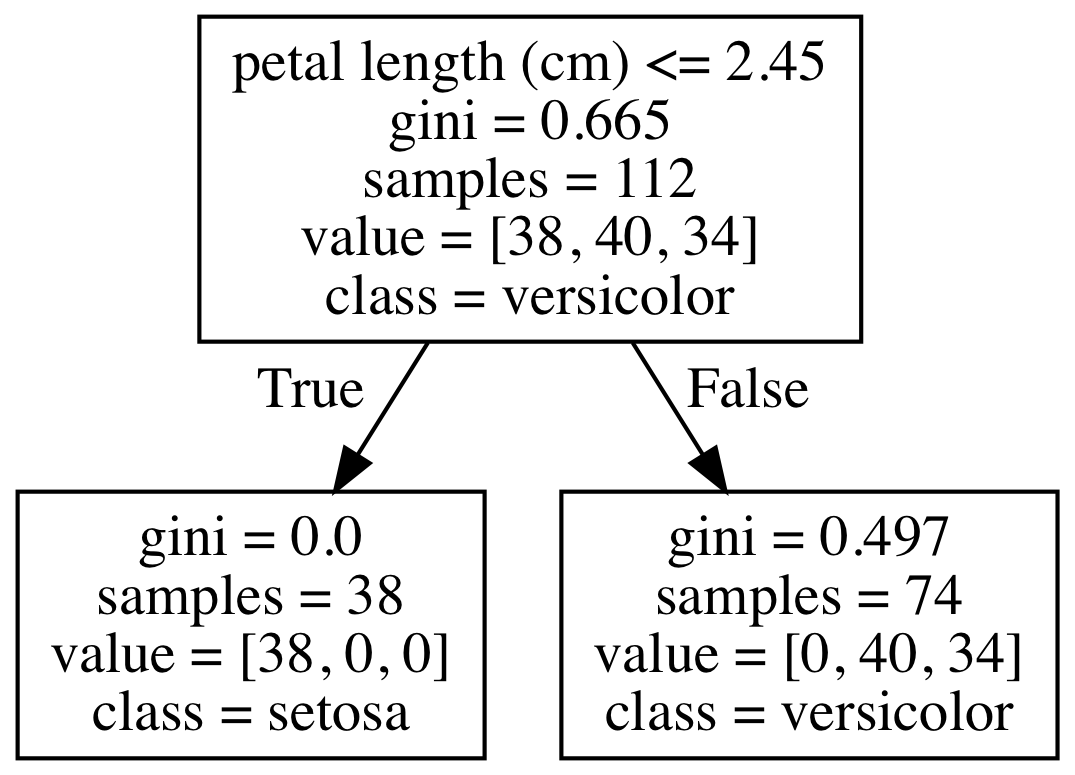 petal length (cm) <= 2.45
gini = 0.665
samples = 112
value = [38, 40, 34]
class = versicolor
True
False
gini = 0.0
samples = 38
value = [38, 0, 0]
class = setosa
gini = 0.497
samples = 74
value = [0, 40, 34]
class = versicolor